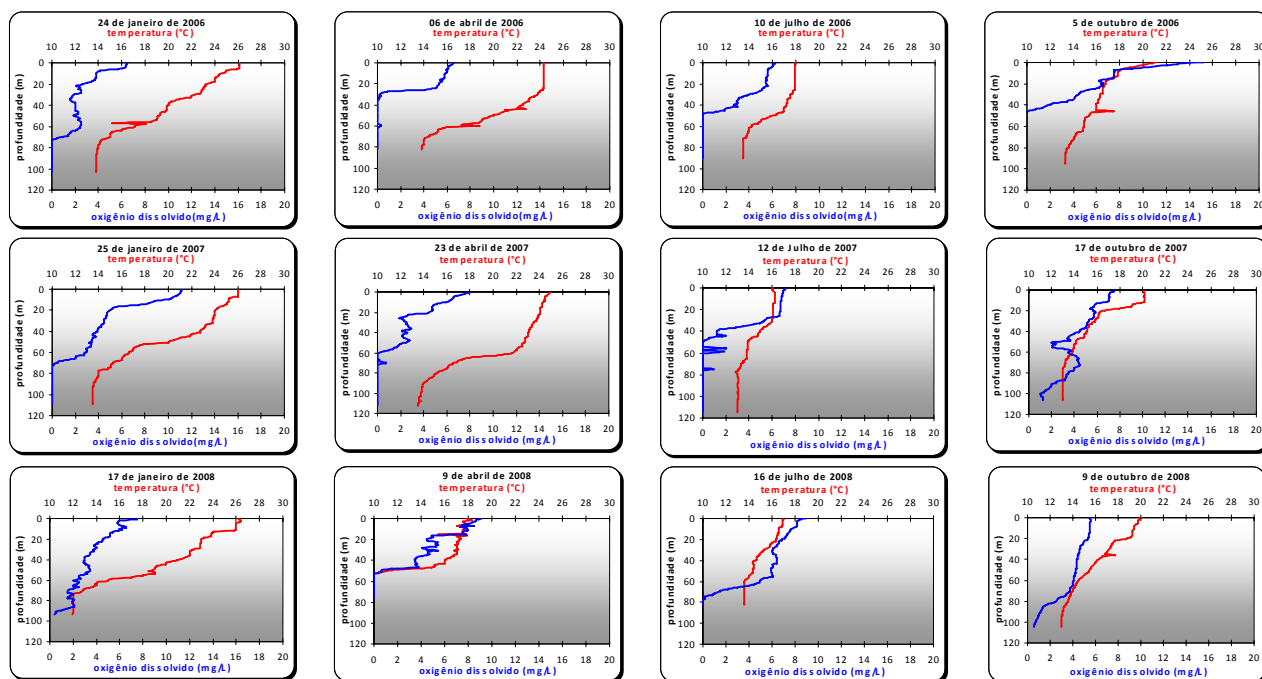 24 de janeiro de 2006
temperatura (°C)
10 12 14 16 18 20 22 24 26 28 30
profundidade (m)
0
20
40
60
80
100
120
0 2 4 6 8 10 12 14 16 18 20
oxigênio dissolvido(mg/L)
06 de abril de 2006
temperatura (°C)
10 12 14 16 18 20 22 24 26 28 30
profundidade (m)
0
20
40
60
80
100
120
0 2 4 6 8 10 12 14 16 18 20
oxigênio dissolvido(mg/L)
10 de julho de 2006
temperatura (°C)
10 12 14 16 18 20 22 24 26 28 30
profundidade (m)
0
20
40
60
80
100
120
0 2 4 6 8 10 12 14 16 18 20
oxigênio dissolvido(mg/L)
5 de outubro de 2006
temperatura (°C)
10 12 14 16 18 20 22 24 26 28 30
profundidade (m)
0
20
40
60
80
100
120
0 2 4 6 8 10 12 14 16 18 20
oxigênio dissolvido(mg/L)
25 de janeiro de 2007
temperatura (°C)
10 12 14 16 18 20 22 24 26 28 30
profundidade (m)
0
20
40
60
80
100
120
0 2 4 6 8 10 12 14 16 18 20
oxigênio dissolvido(mg/L)
23 de abril de 2007
temperatura (°C)
10 12 14 16 18 20 22 24 26 28 30
profundidade (m)
0
20
40
60
80
100
120
0 2 4 6 8 10 12 14 16 18 20
oxigênio dissolvido (mg/L)
12 de Julho de 2007
temperatura (°C)
10 12 14 16 18 20 22 24 26 28 30
profundidade (m)
0
20
40
60
80
100
120
0 2 4 6 8 10 12 14 16 18 20
oxigênio dissolvido (mg/L)
17 de outubro de 2007
temperatura (°C)
10 12 14 16 18 20 22 24 26 28 30
profundidade (m)
0
20
40
60
80
100
120
0 2 4 6 8 10 12 14 16 18 20
oxigênio dissolvido (mg/L)
17 de janeiro de 2008
temperatura (°C)
10 12 14 16 18 20 22 24 26 28 30
profundidade (m)
0
20
40
60
80
100
120
0 2 4 6 8 10 12 14 16 18 20
oxigênio dissolvido (mg/L)
9 de abril de 2008
temperatura (°C)
10 12 14 16 18 20 22 24 26 28 30
profundidade (m)
0
20
40
60
80
100
120
0 2 4 6 8 10 12 14 16 18 20
oxigênio dissolvido (mg/L)
16 de julho de 2008
temperatura (°C)
10 12 14 16 18 20 22 24 26 28 30
profundidade (m)
0
20
40
60
80
100
120
0 2 4 6 8 10 12 14 16 18 20
oxigênio dissolvido (mg/L)
9 de outubro de 2008
temperatura (°C)
10 12 14 16 18 20 22 24 26 28 30
profundidade (m)
0
20
40
60
80
100
120
0 2 4 6 8 10 12 14 16 18 20
oxigênio dissolvido (mg/L)